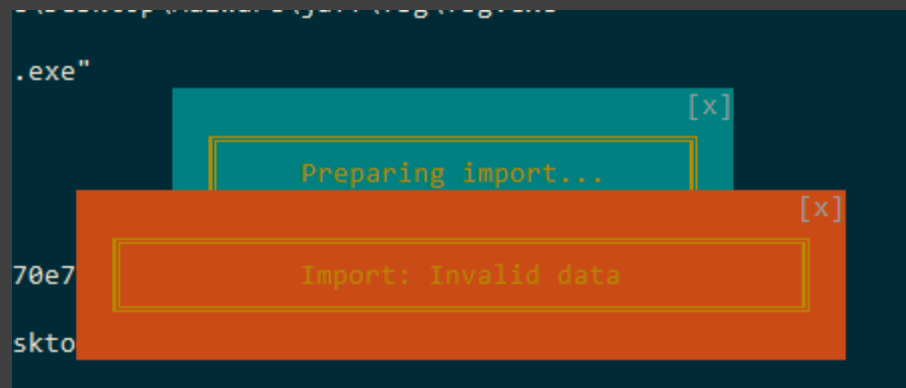 .exe"
[x]
Preparing import...
[x]
70e7
Import: Invalid data
skto